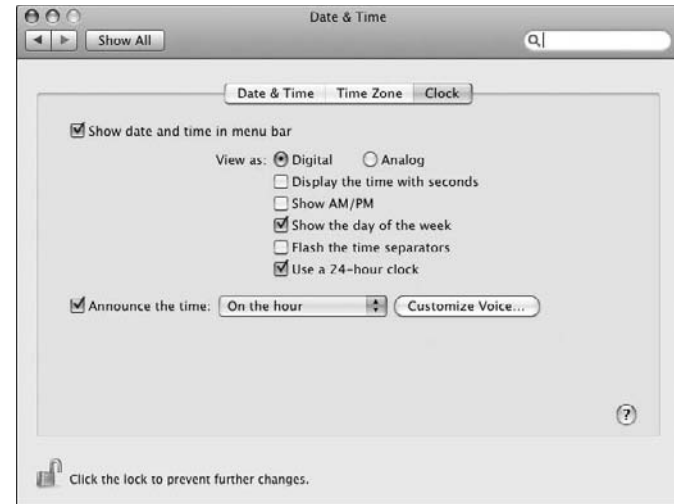 Date & Time
Show All
Date & Time Time Zone Clock
Show date and time in menu bar
View as: Digital Analog
Display the time with seconds
Show AM/PM
Show the day of the week
Flash the time separators
Use a 24-hour clock
Announce the time: On the hour Customize Voice...
?
Click the lock to prevent further changes.